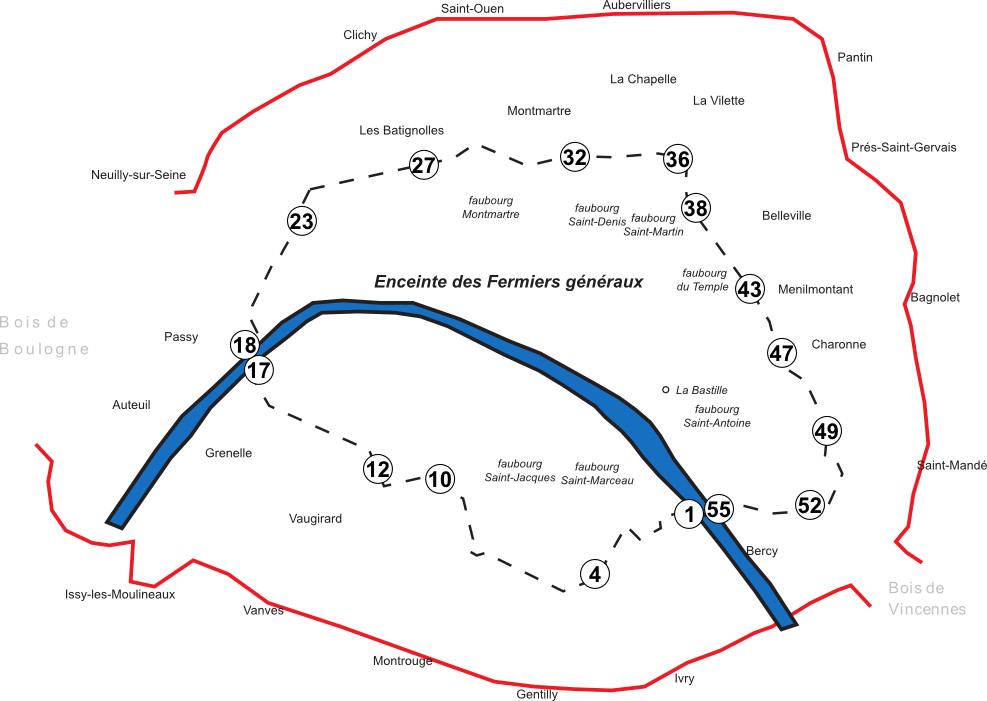 Saint-Ouen
Aubervilliers
Clichy
Pantin
La Chapelle
La Vilette
Montmartre
Les Batignolles
Prés-Saint-Gervais
Neuilly-sur-Seine
27
32
36
faubourg
Montmartre
faubourg
Saint-Denis
faubourg
Saint-Martin
38
Belleville
23
Enceinte des Fermiers généraux
faubourg
du Temple
43
Menilmontant
Bagnolet
Bois de
Boulogne
Passy
18
17
47
Charonne
La Bastille
faubourg
Saint-Antoine
Auteuil
49
Grenelle
12
10
faubourg
Saint-Jacques
faubourg
Saint-Marceau
Saint-Mandé
Vaugirard
1
55
52
Bercy
4
Issy-les-Moulineaux
Bois de
Vincennes
Vanves
Montrouge
Ivry
Gentilly